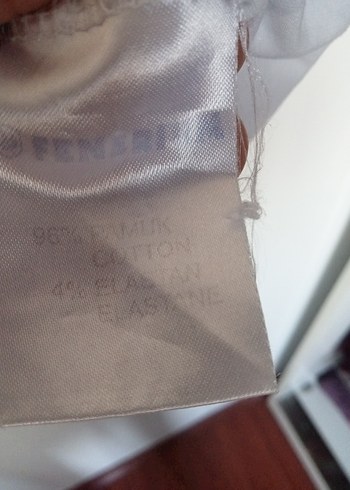 96% PAMUK
COTTON
4% ELASTAN
ELASTANE